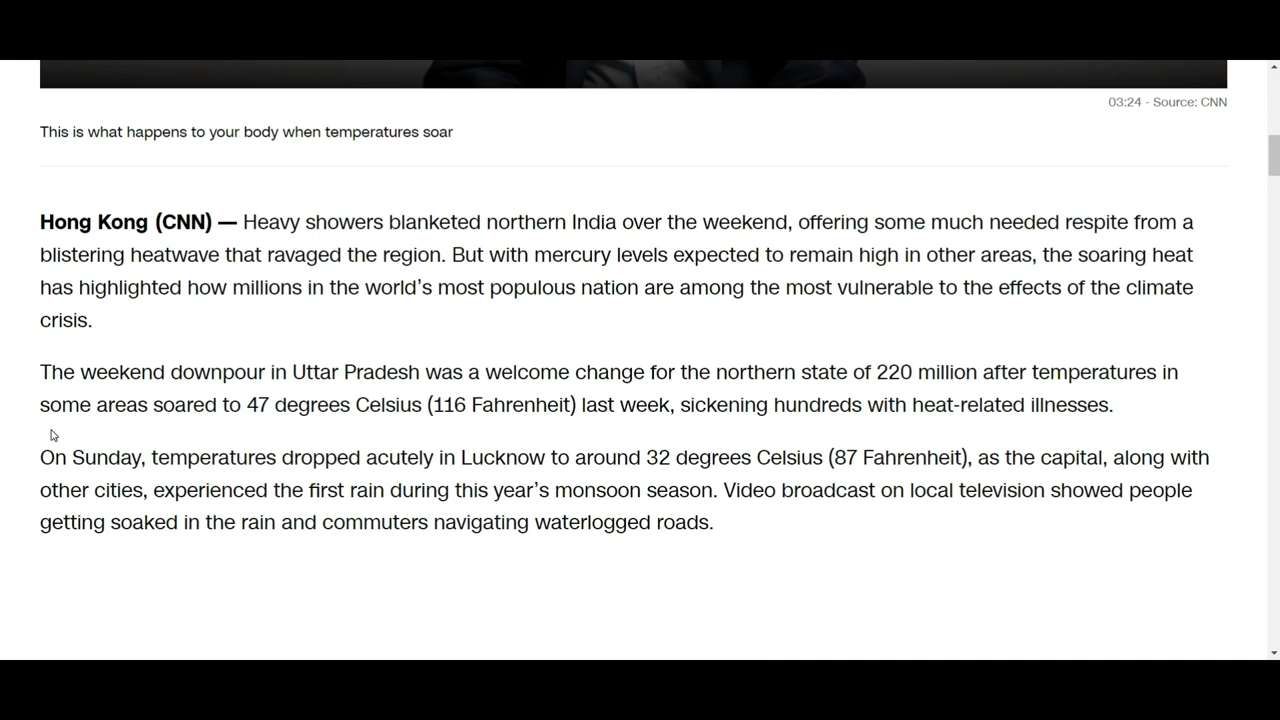 03:24 - Source: CNN
This is what happens to your body when temperatures soar
Hong Kong (CNN) — Heavy showers blanketed northern India over the weekend, offering some much needed respite from a
blistering heatwave that ravaged the region. But with mercury levels expected to remain high in other areas, the soaring heat
has highlighted how millions in the world’s most populous nation are among the most vulnerable to the effects of the climate
crisis.
The weekend downpour in Uttar Pradesh was a welcome change for the northern state of 220 million after temperatures in
some areas soared to 47 degrees Celsius (116 Fahrenheit) last week, sickening hundreds with heat-related illnesses.
On Sunday, temperatures dropped acutely in Lucknow to around 32 degrees Celsius (87 Fahrenheit), as the capital, along with
other cities, experienced the first rain during this year’s monsoon season. Video broadcast on local television showed people
getting soaked in the rain and commuters navigating waterlogged roads.